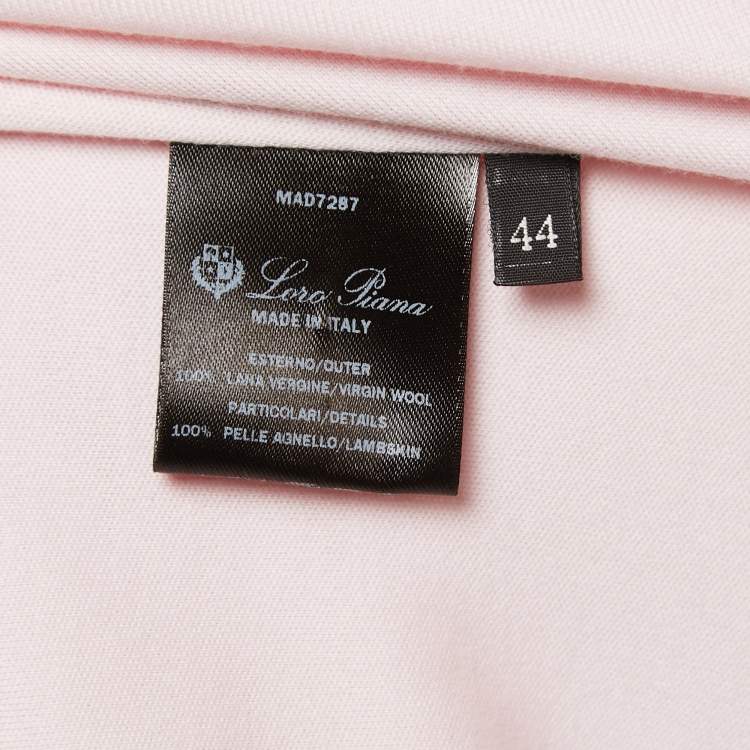 MAD7287
Loro Piana
MADE IN ITALY
ESTERNO/OUTER
100% LANA VERGINE/VIRGIN WOOL
PARTICOLARI/DETAILS
100% PELLE AGNELLO/LAMBSKIN
44